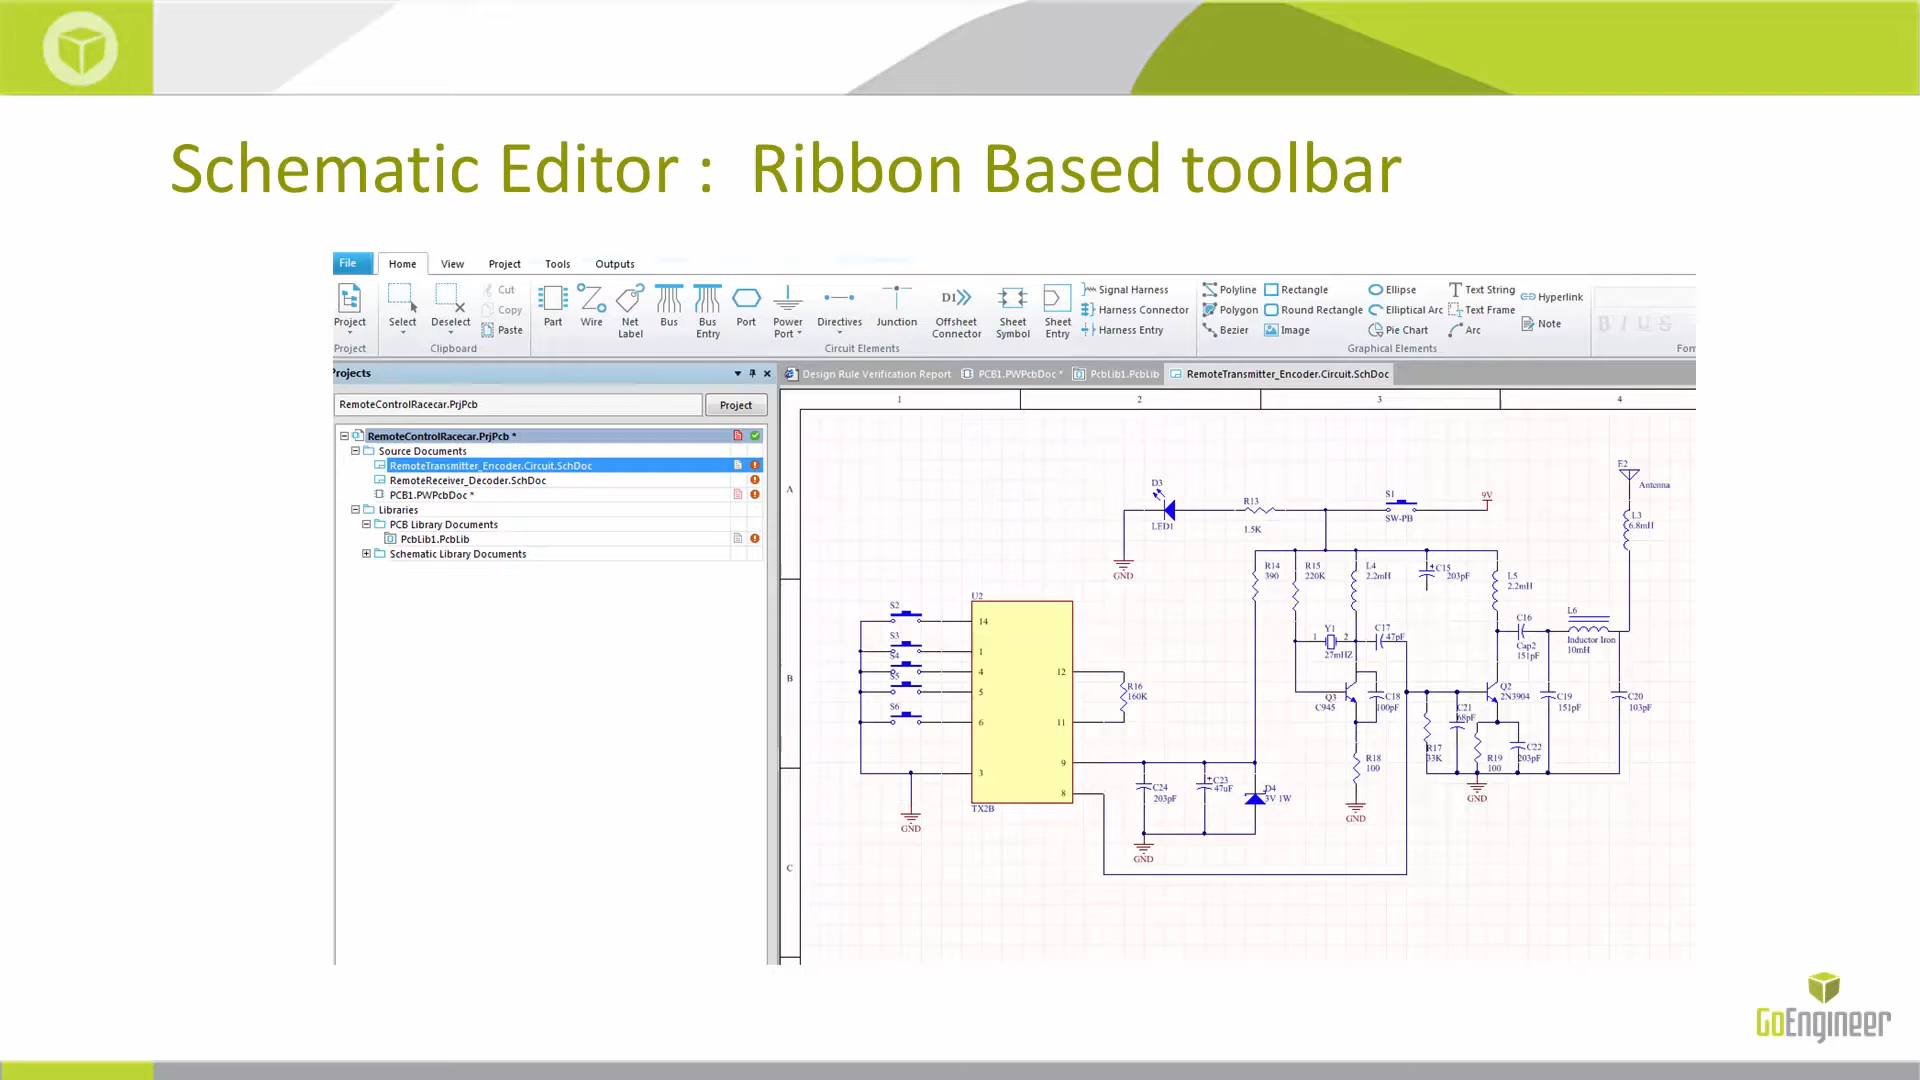 Schematic Editor :  Ribbon Based toolbar
File Home View Project Tools Outputs
Project Select Deselect Cut Copy Paste Part Wire Net Label Bus Bus Entry Port Power Port Directives Junction Offsheet Connector Sheet Symbol Sheet Entry
Signal Harness
Harness Connector
Harness Entry
Polyline Rectangle Ellipse Text String Hyperlink
Polygon Round Rectangle Elliptical Arc Text Frame Note
Bezier Image Pie Chart Arc
B I U S
Project Clipboard Circuit Elements Graphical Elements Fon
Projects
Design Rule Verification Report PCB1.PWPcbDoc * PcbLib1.PcbLib RemoteTransmitter_Encoder.Circuit.SchDoc
RemoteControlRacecar.PrjPcb Project
RemoteControlRacecar.PrjPcb *
Source Documents
RemoteTransmitter_Encoder.Circuit.SchDoc
RemoteReceiver_Decoder.SchDoc
PCB1.PWPcbDoc *
Libraries
PCB Library Documents
PcbLib1.PcbLib
Schematic Library Documents
1 2 3 4
A
B
C
E2
Antenna
L3
6.8mH
D3
LED1
R13
1.5K
S1
SW-PB
9V
GND
R14
390
R15
220K
L4
2.2mH
C15
203pF
L5
2.2mH
U2
S2
S3
S4
S5
S6
14
1
4
5
6
3
12
11
9
8
TX2B
GND
R16
160K
Y1
1 2
27mHZ
C17
47pF
C16
Cap2
151pF
L6
Inductor Iron
10mH
Q3
C945
C18
100pF
Q2
2N3904
C19
151pF
C20
103pF
C21
68pF
R17
33K
R19
100
C22
203pF
R18
100
GND
GND
C24
203pF
C23
47uF
D4
3V 1W
GND
GoEngineer